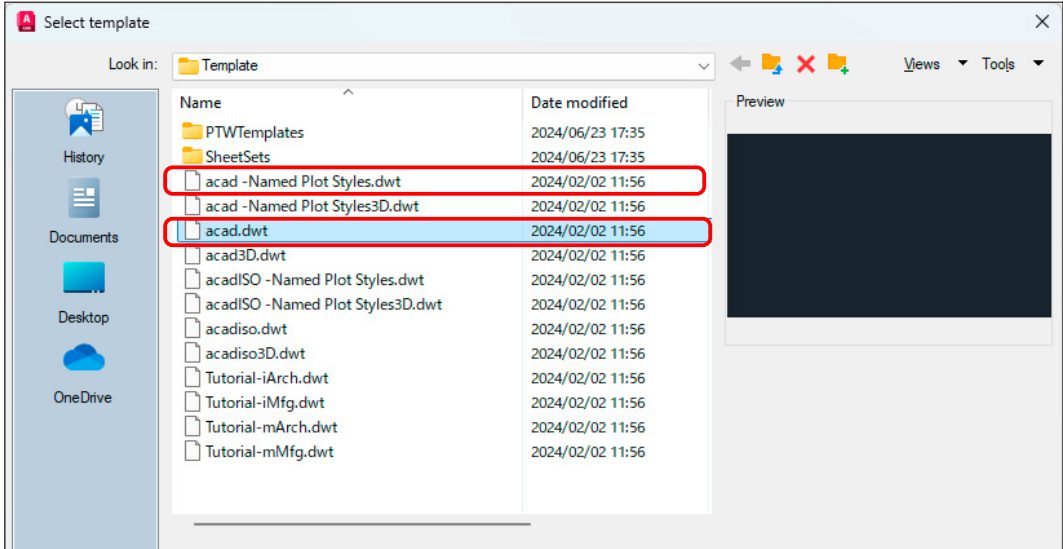 Select template
Look in: Template Views Tools
Name Date modified Preview
PTWTemplates 2024/06/23 17:35
SheetSets 2024/06/23 17:35
acad -Named Plot Styles.dwt 2024/02/02 11:56
acad -Named Plot Styles3D.dwt 2024/02/02 11:56
acad.dwt 2024/02/02 11:56
acad3D.dwt 2024/02/02 11:56
acadISO -Named Plot Styles.dwt 2024/02/02 11:56
acadISO -Named Plot Styles3D.dwt 2024/02/02 11:56
acadiso.dwt 2024/02/02 11:56
acadiso3D.dwt 2024/02/02 11:56
Tutorial-iArch.dwt 2024/02/02 11:56
Tutorial-iMfg.dwt 2024/02/02 11:56
Tutorial-mArch.dwt 2024/02/02 11:56
Tutorial-mMfg.dwt 2024/02/02 11:56
History
Documents
Desktop
OneDrive